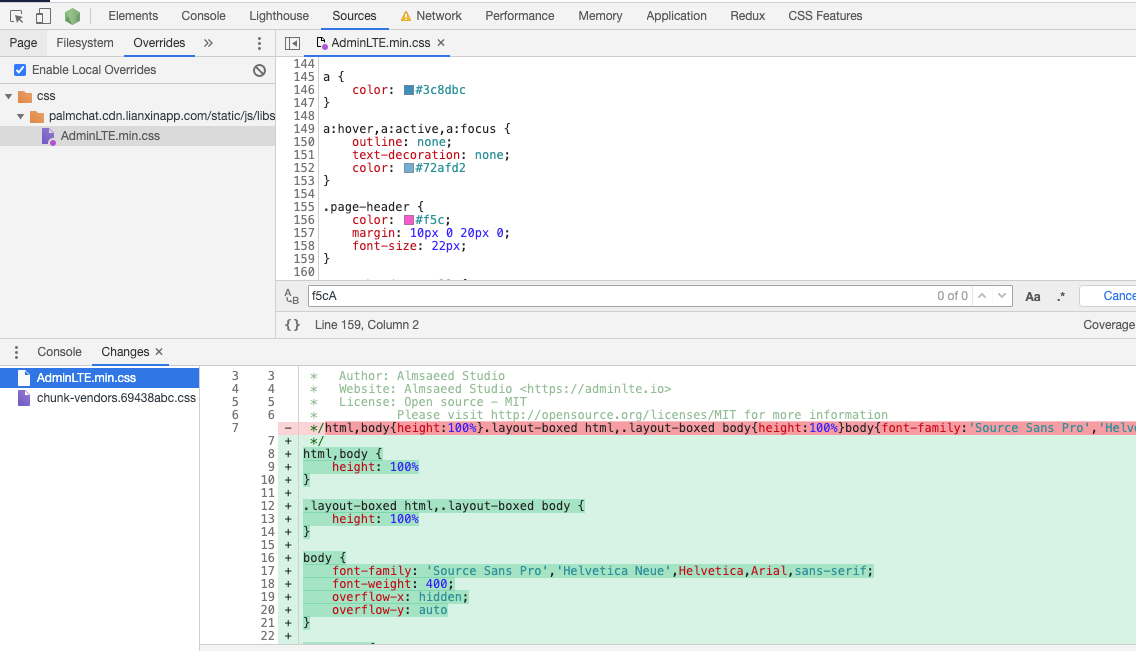 Elements Console Lighthouse Sources Network Performance Memory Application Redux CSS Features
Page Filesystem Overrides » AdminLTE.min.css ×
Enable Local Overrides
css
palmchat.cdn.lianxinapp.com/static/js/libs
AdminLTE.min.css
144
145 a {
146 color: #3c8dbc
147 }
148
149 a:hover,a:active,a:focus {
150 outline: none;
151 text-decoration: none;
152 color: #72afd2
153 }
154
155 .page-header {
156 color: #f5c;
157 margin: 10px 0 20px 0;
158 font-size: 22px;
159 }
160
f5cA 0 of 0 Aa .* Cance
{} Line 159, Column 2 Coverage
Console Changes ×
AdminLTE.min.css
chunk-vendors.69438abc.css
3 3 * Author: Almsaeed Studio
4 4 * Website: Almsaeed Studio <https://adminlte.io>
5 5 * License: Open source - MIT
6 6 * Please visit http://opensource.org/licenses/MIT for more information
7 - */html,body{height:100%}.layout-boxed html,.layout-boxed body{height:100%}body{font-family:'Source Sans Pro','Helv
7 + */
8 + html,body {
9 + height: 100%
10 + }
11 +
12 + .layout-boxed html,.layout-boxed body {
13 + height: 100%
14 + }
15 +
16 + body {
17 + font-family: 'Source Sans Pro','Helvetica Neue',Helvetica,Arial,sans-serif;
18 + font-weight: 400;
19 + overflow-x: hidden;
20 + overflow-y: auto
21 + }
22 +